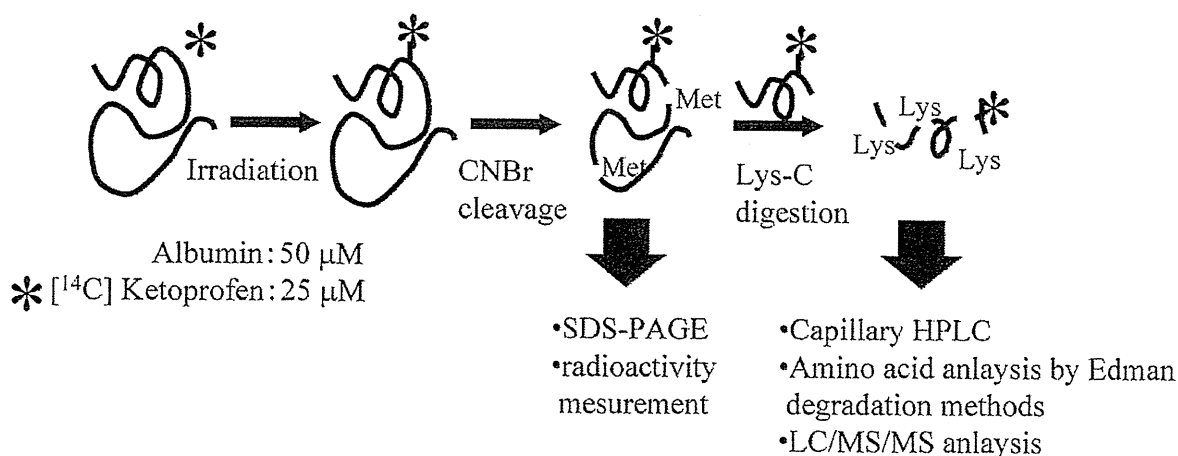 Met
Lys
Lys
Lys
Met
Irradiation
CNBr
cleavage
Lys-C
digestion
Albumin: 50 μM
✻ [¹⁴C] Ketoprofen: 25 μM
•SDS-PAGE
•radioactivity
mesurement
•Capillary HPLC
•Amino acid anlaysis by Edman
degradation methods
•LC/MS/MS anlaysis